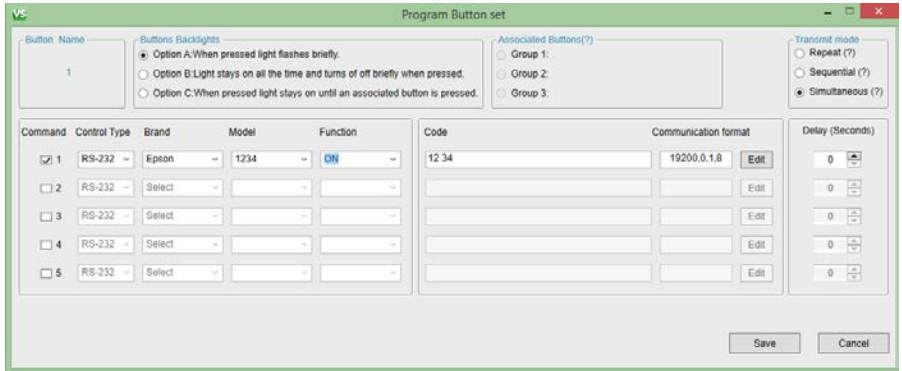 VS Program Button set
Button Name
1
Buttons Backlights
Option A:When pressed light flashes briefly.
Option B:Light stays on all the time and turns of off briefly when pressed.
Option C:When pressed light stays on until an associated button is pressed.
Associated Buttons(?)
Group 1:
Group 2:
Group 3:
Transmit mode
Repeat (?)
Sequential (?)
Simultaneous (?)
Command Control Type Brand Model Function Code Communication format Delay (Seconds)
1 RS-232 Epson 1234 ON 12 34 19200,0,1,8 Edit 0
2 RS-232 Select Edit 0
3 RS-232 Select Edit 0
4 RS-232 Select Edit 0
5 RS-232 Select Edit 0
Save Cancel